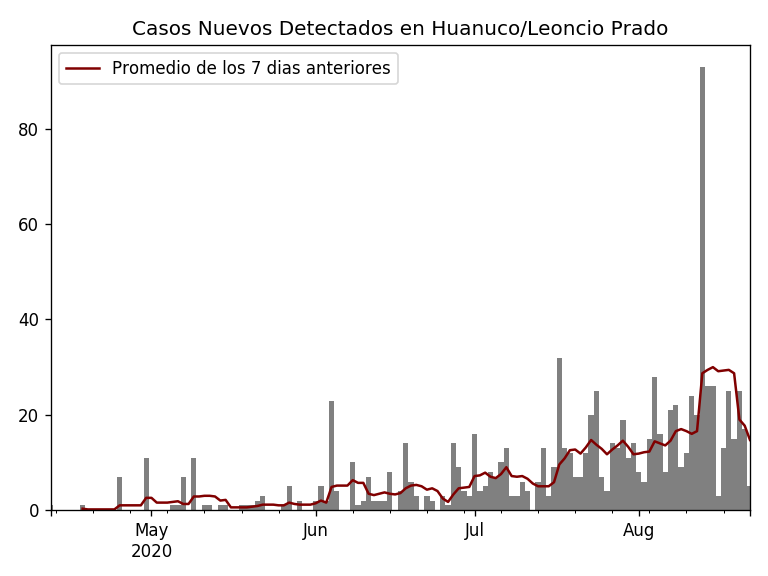 Casos Nuevos Detectados en Huanuco/Leoncio Prado
Promedio de los 7 dias anteriores
80
60
40
20
0
May Jun Jul Aug
2020